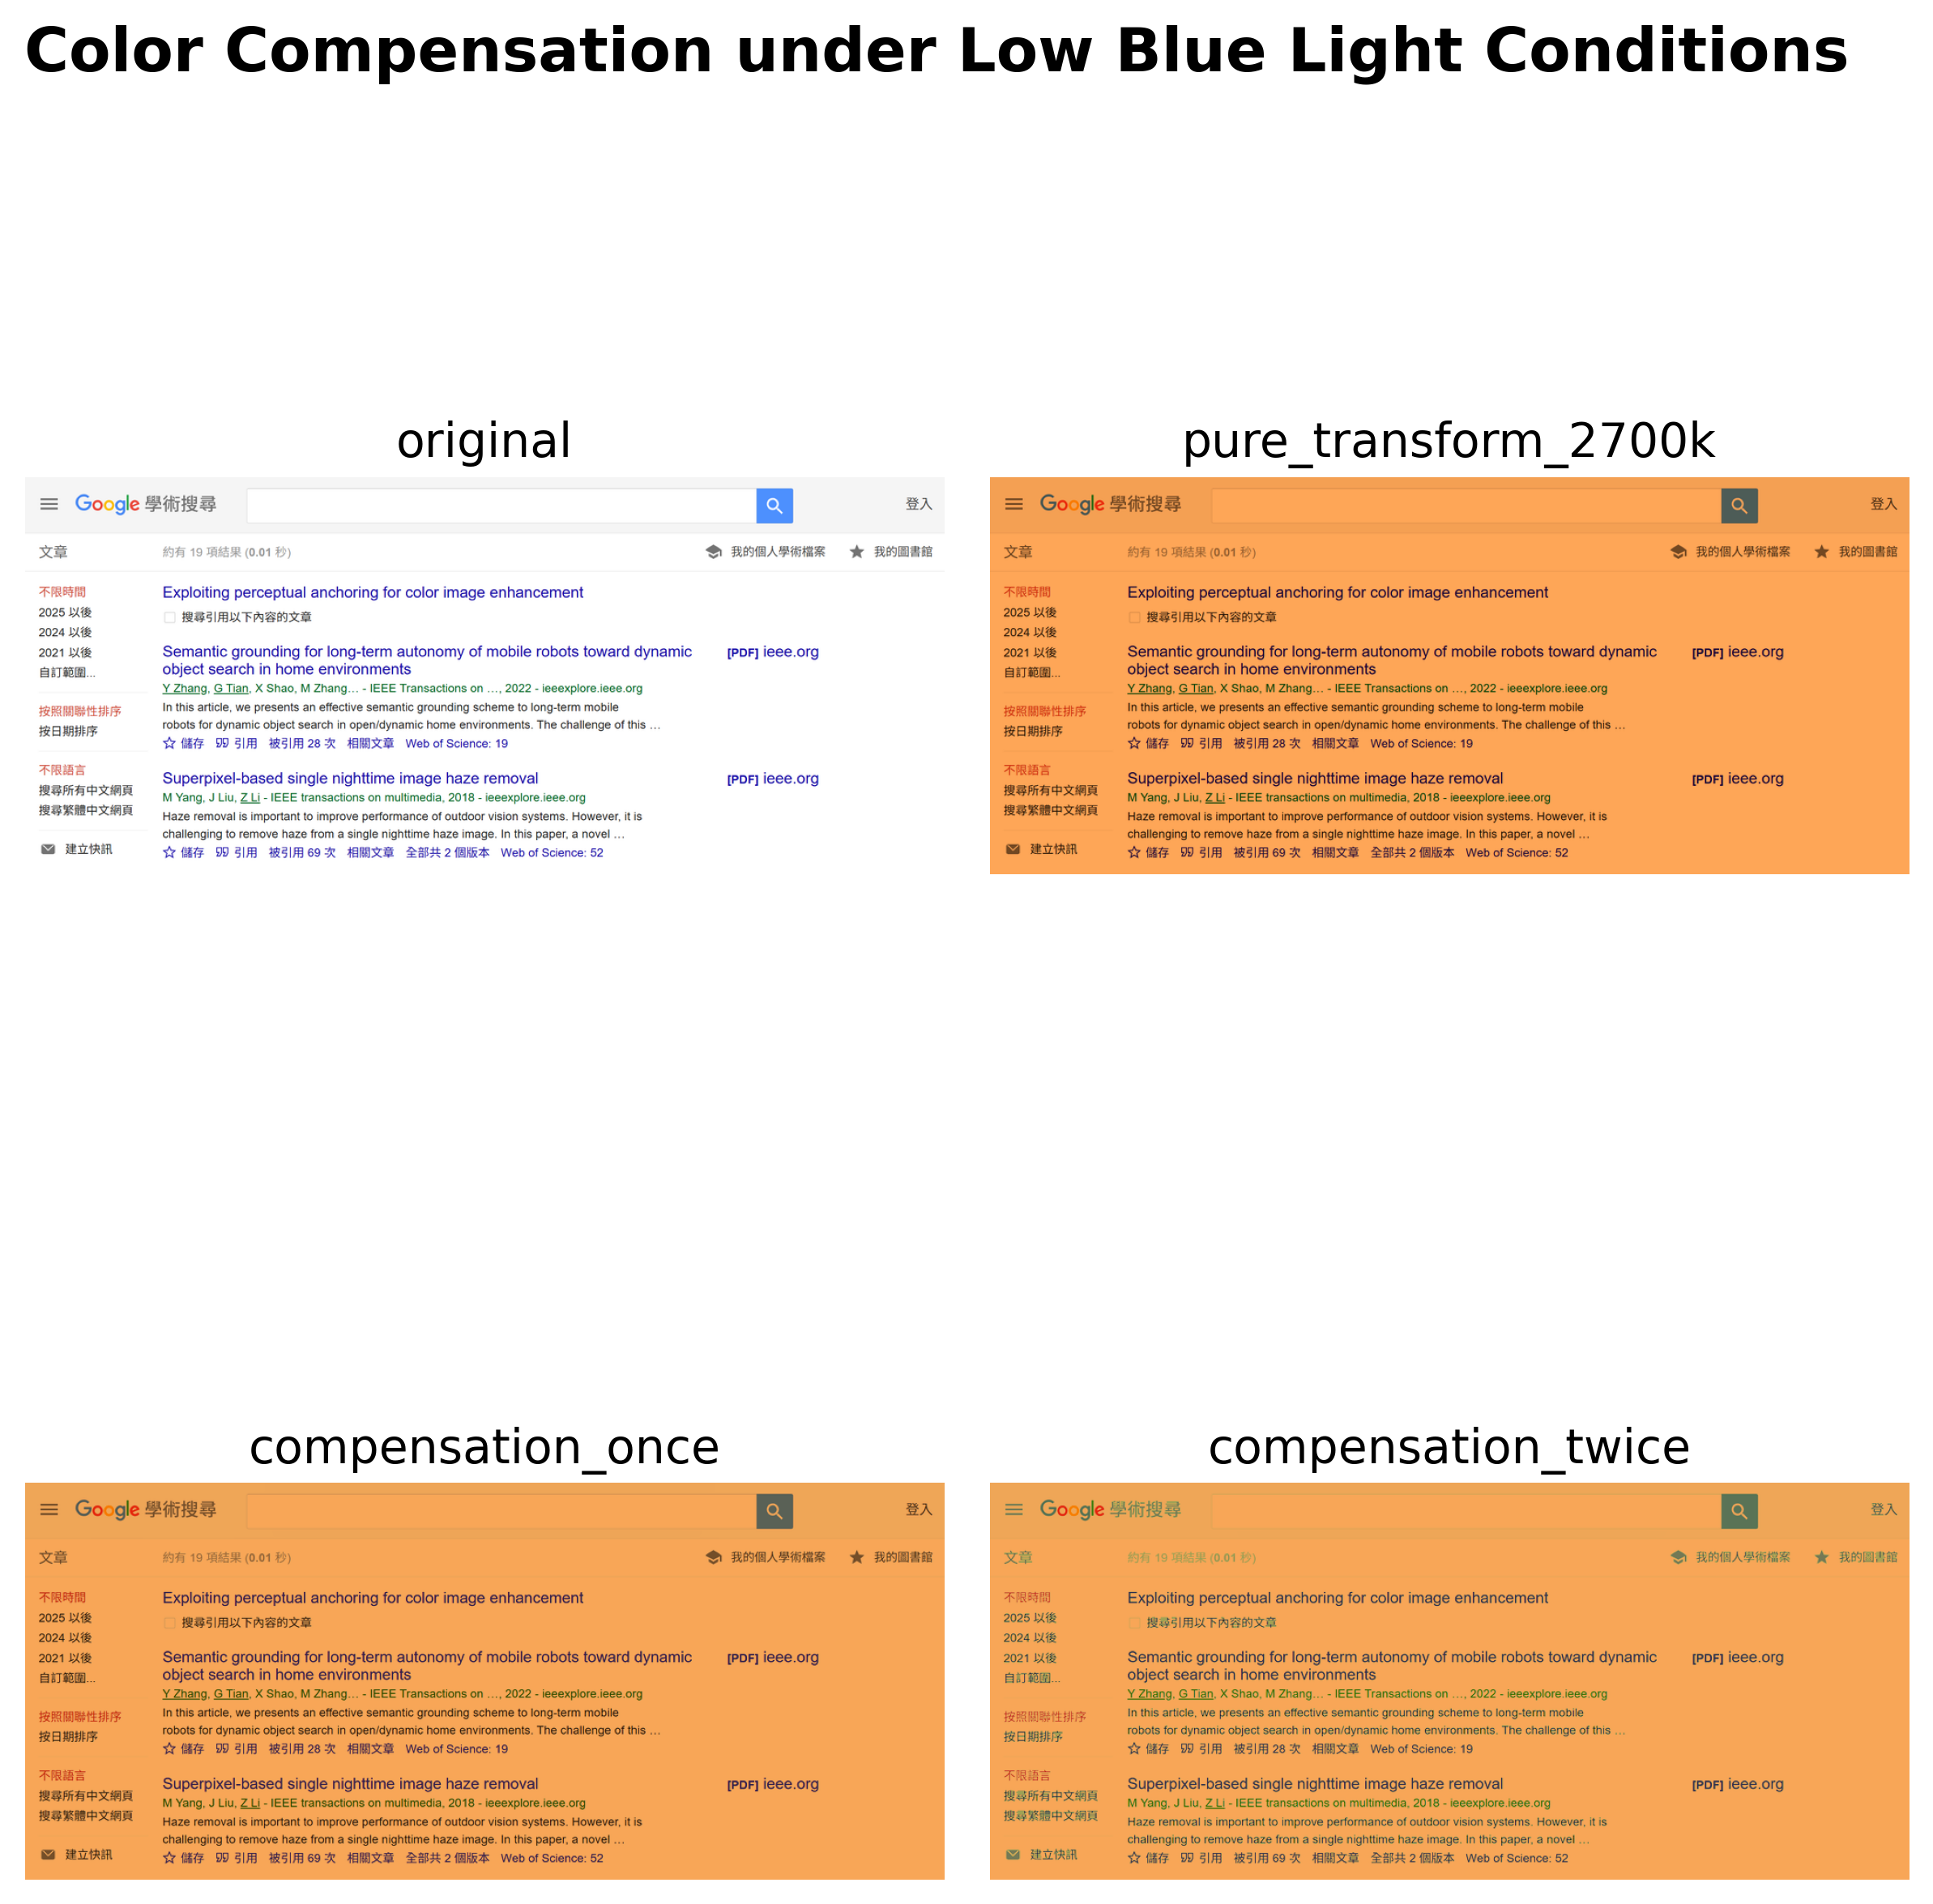 Color Compensation under Low Blue Light Conditions
original
Google 學術搜尋
登入
文章
約有 19 項結果 (0.01 秒)
我的個人學術檔案
我的圖書館
不限時間
2025 以後
2024 以後
2021 以後
自訂範圍...
按照關聯性排序
按日期排序
不限語言
搜尋所有中文網頁
搜尋繁體中文網頁
建立快訊
Exploiting perceptual anchoring for color image enhancement
搜尋引用以下內容的文章
Semantic grounding for long-term autonomy of mobile robots toward dynamic
object search in home environments
[PDF] ieee.org
Y Zhang, G Tian, X Shao, M Zhang… - IEEE Transactions on …, 2022 - ieeexplore.ieee.org
In this article, we presents an effective semantic grounding scheme to long-term mobile
robots for dynamic object search in open/dynamic home environments. The challenge of this …
儲存 引用 被引用 28 次 相關文章 Web of Science: 19
Superpixel-based single nighttime image haze removal
[PDF] ieee.org
M Yang, J Liu, Z Li - IEEE transactions on multimedia, 2018 - ieeexplore.ieee.org
Haze removal is important to improve performance of outdoor vision systems. However, it is
challenging to remove haze from a single nighttime haze image. In this paper, a novel …
儲存 引用 被引用 69 次 相關文章 全部共 2 個版本 Web of Science: 52
pure_transform_2700k
Google 學術搜尋
登入
文章
約有 19 項結果 (0.01 秒)
我的個人學術檔案
我的圖書館
不限時間
2025 以後
2024 以後
2021 以後
自訂範圍...
按照關聯性排序
按日期排序
不限語言
搜尋所有中文網頁
搜尋繁體中文網頁
建立快訊
Exploiting perceptual anchoring for color image enhancement
搜尋引用以下內容的文章
Semantic grounding for long-term autonomy of mobile robots toward dynamic
object search in home environments
[PDF] ieee.org
Y Zhang, G Tian, X Shao, M Zhang… - IEEE Transactions on …, 2022 - ieeexplore.ieee.org
In this article, we presents an effective semantic grounding scheme to long-term mobile
robots for dynamic object search in open/dynamic home environments. The challenge of this …
儲存 引用 被引用 28 次 相關文章 Web of Science: 19
Superpixel-based single nighttime image haze removal
[PDF] ieee.org
M Yang, J Liu, Z Li - IEEE transactions on multimedia, 2018 - ieeexplore.ieee.org
Haze removal is important to improve performance of outdoor vision systems. However, it is
challenging to remove haze from a single nighttime haze image. In this paper, a novel …
儲存 引用 被引用 69 次 相關文章 全部共 2 個版本 Web of Science: 52
compensation_once
Google 學術搜尋
登入
文章
約有 19 項結果 (0.01 秒)
我的個人學術檔案
我的圖書館
不限時間
2025 以後
2024 以後
2021 以後
自訂範圍...
按照關聯性排序
按日期排序
不限語言
搜尋所有中文網頁
搜尋繁體中文網頁
建立快訊
Exploiting perceptual anchoring for color image enhancement
搜尋引用以下內容的文章
Semantic grounding for long-term autonomy of mobile robots toward dynamic
object search in home environments
[PDF] ieee.org
Y Zhang, G Tian, X Shao, M Zhang… - IEEE Transactions on …, 2022 - ieeexplore.ieee.org
In this article, we presents an effective semantic grounding scheme to long-term mobile
robots for dynamic object search in open/dynamic home environments. The challenge of this …
儲存 引用 被引用 28 次 相關文章 Web of Science: 19
Superpixel-based single nighttime image haze removal
[PDF] ieee.org
M Yang, J Liu, Z Li - IEEE transactions on multimedia, 2018 - ieeexplore.ieee.org
Haze removal is important to improve performance of outdoor vision systems. However, it is
challenging to remove haze from a single nighttime haze image. In this paper, a novel …
儲存 引用 被引用 69 次 相關文章 全部共 2 個版本 Web of Science: 52
compensation_twice
Google 學術搜尋
登入
文章
約有 19 項結果 (0.01 秒)
我的個人學術檔案
我的圖書館
不限時間
2025 以後
2024 以後
2021 以後
自訂範圍...
按照關聯性排序
按日期排序
不限語言
搜尋所有中文網頁
搜尋繁體中文網頁
建立快訊
Exploiting perceptual anchoring for color image enhancement
搜尋引用以下內容的文章
Semantic grounding for long-term autonomy of mobile robots toward dynamic
object search in home environments
[PDF] ieee.org
Y Zhang, G Tian, X Shao, M Zhang… - IEEE Transactions on …, 2022 - ieeexplore.ieee.org
In this article, we presents an effective semantic grounding scheme to long-term mobile
robots for dynamic object search in open/dynamic home environments. The challenge of this …
儲存 引用 被引用 28 次 相關文章 Web of Science: 19
Superpixel-based single nighttime image haze removal
[PDF] ieee.org
M Yang, J Liu, Z Li - IEEE transactions on multimedia, 2018 - ieeexplore.ieee.org
Haze removal is important to improve performance of outdoor vision systems. However, it is
challenging to remove haze from a single nighttime haze image. In this paper, a novel …
儲存 引用 被引用 69 次 相關文章 全部共 2 個版本 Web of Science: 52